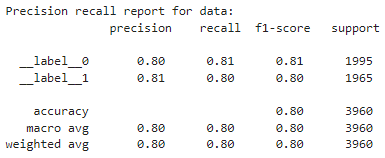 Precision recall report for data:
precision recall f1-score support
__label__0 0.80 0.81 0.81 1995
__label__1 0.81 0.80 0.80 1965
accuracy 0.80 3960
macro avg 0.80 0.80 0.80 3960
weighted avg 0.80 0.80 0.80 3960